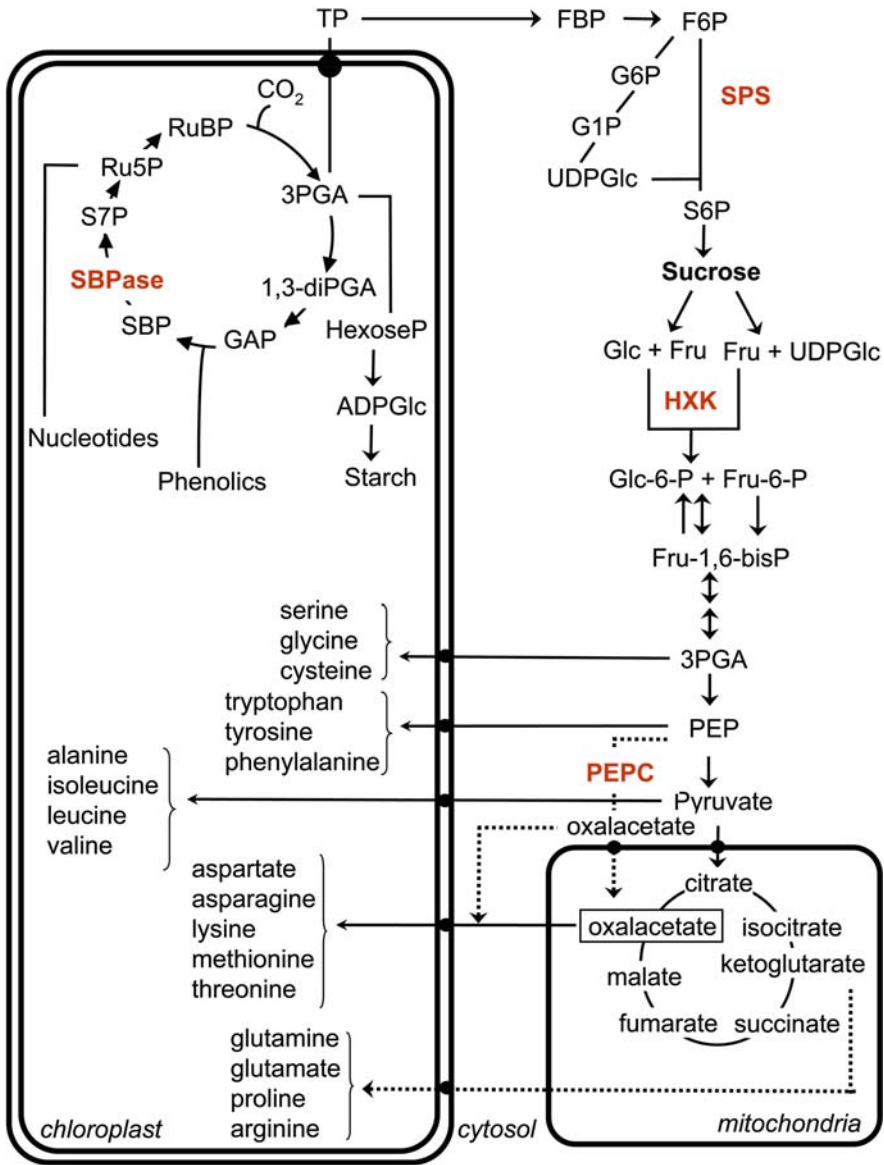 TP
FBP
F6P
G6P
SPS
G1P
UDPGlc
S6P
Sucrose
Glc + Fru
Fru + UDPGlc
HXK
Glc-6-P + Fru-6-P
Fru-1,6-bisP
3PGA
PEP
PEPC
Pyruvate
oxalacetate
CO2
RuBP
Ru5P
3PGA
S7P
SBPase
1,3-diPGA
SBP
GAP
HexoseP
ADPGlc
Nucleotides
Phenolics
Starch
serine
glycine
cysteine
tryptophan
tyrosine
phenylalanine
alanine
isoleucine
leucine
valine
aspartate
asparagine
lysine
methionine
threonine
glutamine
glutamate
proline
arginine
citrate
oxalacetate
isocitrate
ketoglutarate
malate
fumarate
succinate
chloroplast
cytosol
mitochondria